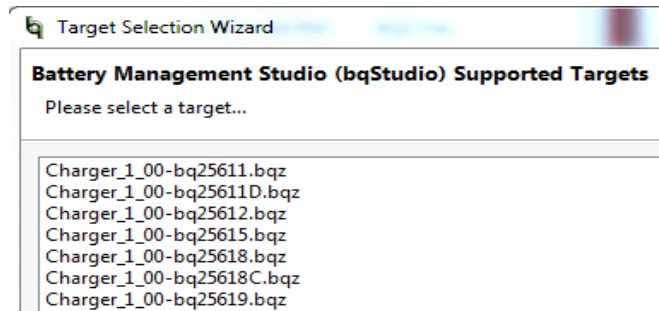 Target Selection Wizard
Battery Management Studio (bqStudio) Supported Targets
Please select a target...
Charger_1_00-bq25611.bqz
Charger_1_00-bq25611D.bqz
Charger_1_00-bq25612.bqz
Charger_1_00-bq25615.bqz
Charger_1_00-bq25618.bqz
Charger_1_00-bq25618C.bqz
Charger_1_00-bq25619.bqz